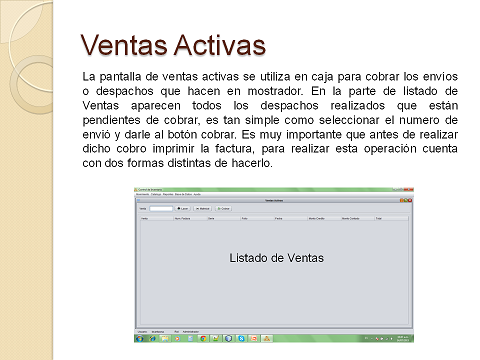 Ventas Activas
La pantalla de ventas activas se utiliza en caja para cobrar los envíos
o despachos que hacen en mostrador. En la parte de listado de
Ventas aparecen todos los despachos realizados que están
pendientes de cobrar, es tan simple como seleccionar el numero de
envió y darle al botón cobrar. Es muy importante que antes de realizar
dicho cobro imprimir la factura, para realizar esta operación cuenta
con dos formas distintas de hacerlo.
Ventas Activas
Listado de Ventas